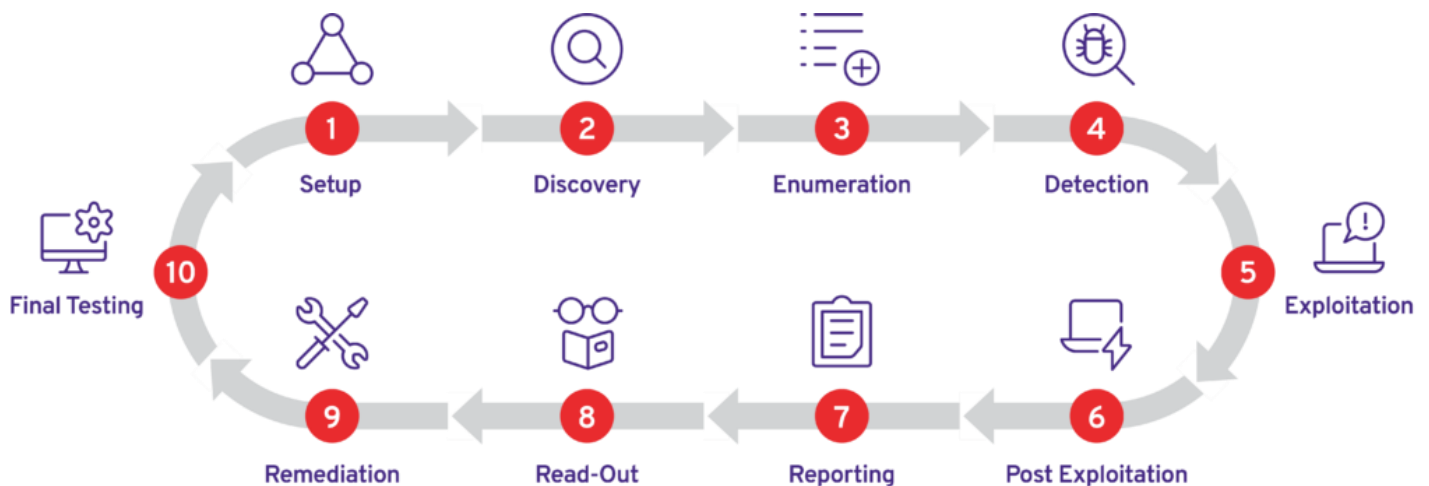 1
2
3
4
Setup
Discovery
Enumeration
Detection
!
10
5
Final Testing
Exploitation
9
8
7
6
Remediation
Read-Out
Reporting
Post Exploitation